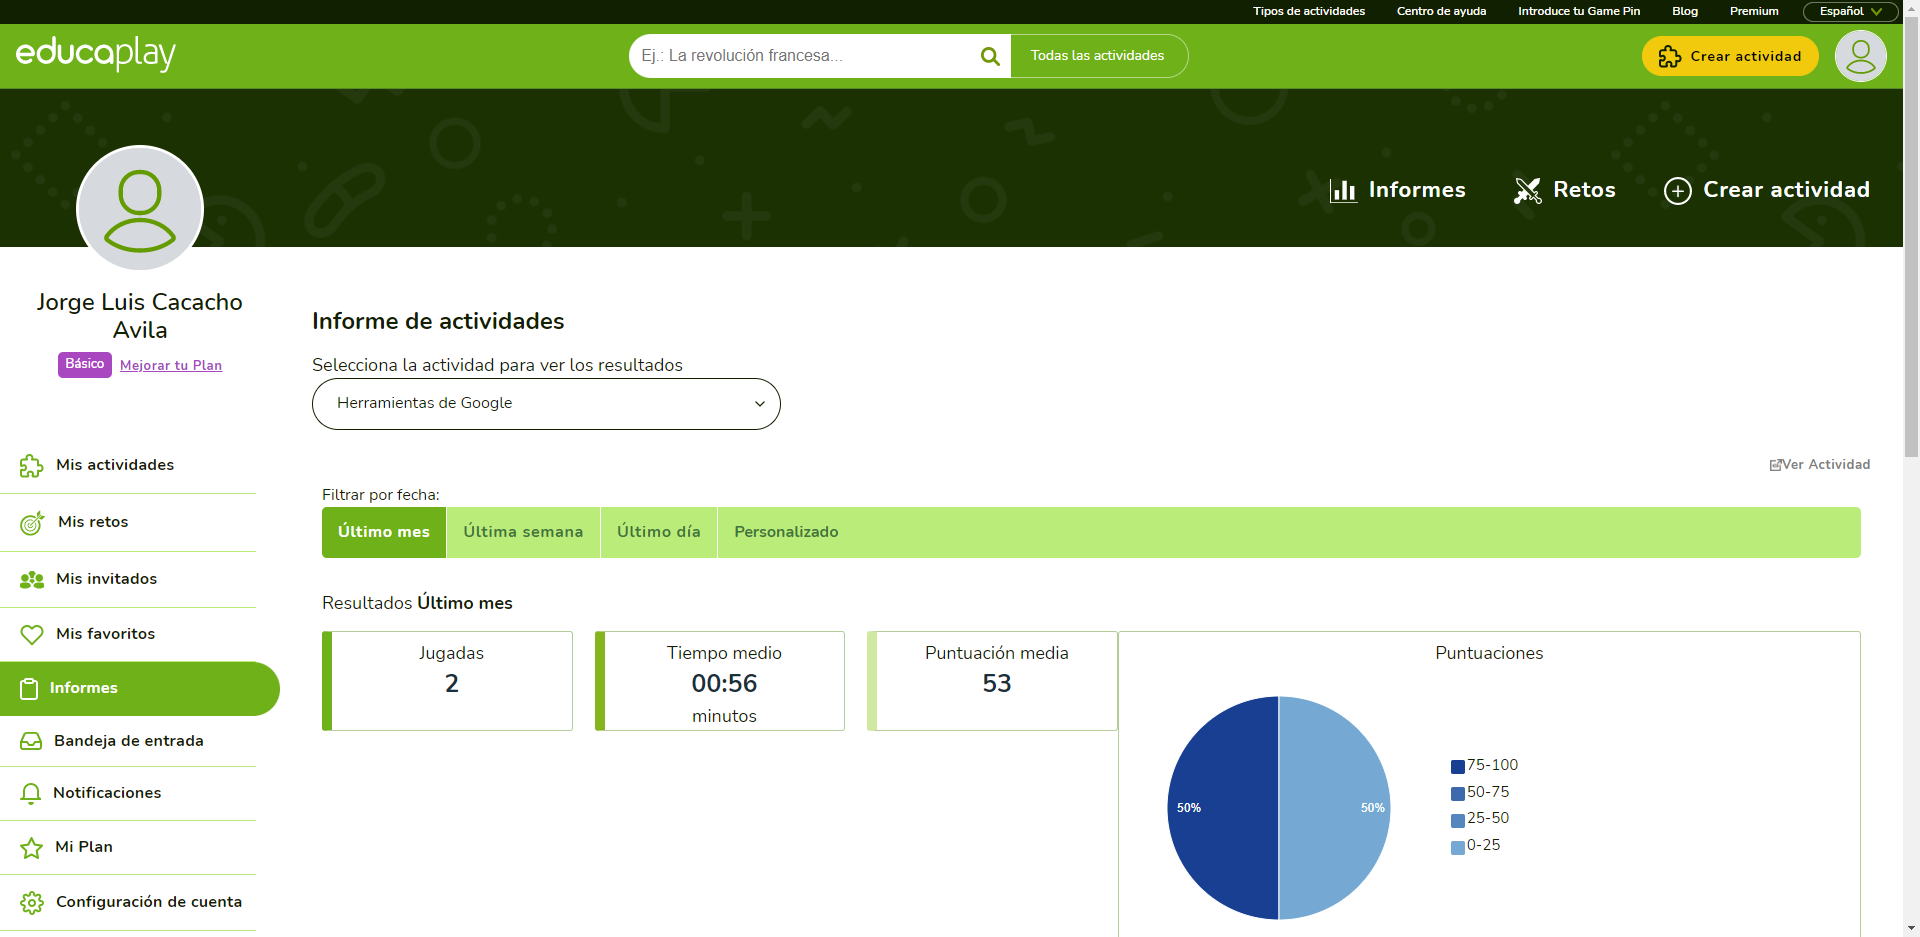 Tipos de actividades Centro de ayuda Introduce tu Game Pin Blog Premium Español
educaplay Ej.: La revolución francesa... Todas las actividades Crear actividad
Informes Retos Crear actividad
Jorge Luis Cacacho
Avila
Básico Mejorar tu Plan
Mis actividades
Mis retos
Mis invitados
Mis favoritos
Informes
Bandeja de entrada
Notificaciones
Mi Plan
Configuración de cuenta
Informe de actividades
Selecciona la actividad para ver los resultados
Herramientas de Google
Ver Actividad
Filtrar por fecha:
Último mes Última semana Último día Personalizado
Resultados Último mes
Jugadas
2
Tiempo medio
00:56
minutos
Puntuación media
53
Puntuaciones
50% 50%
75-100
50-75
25-50
0-25